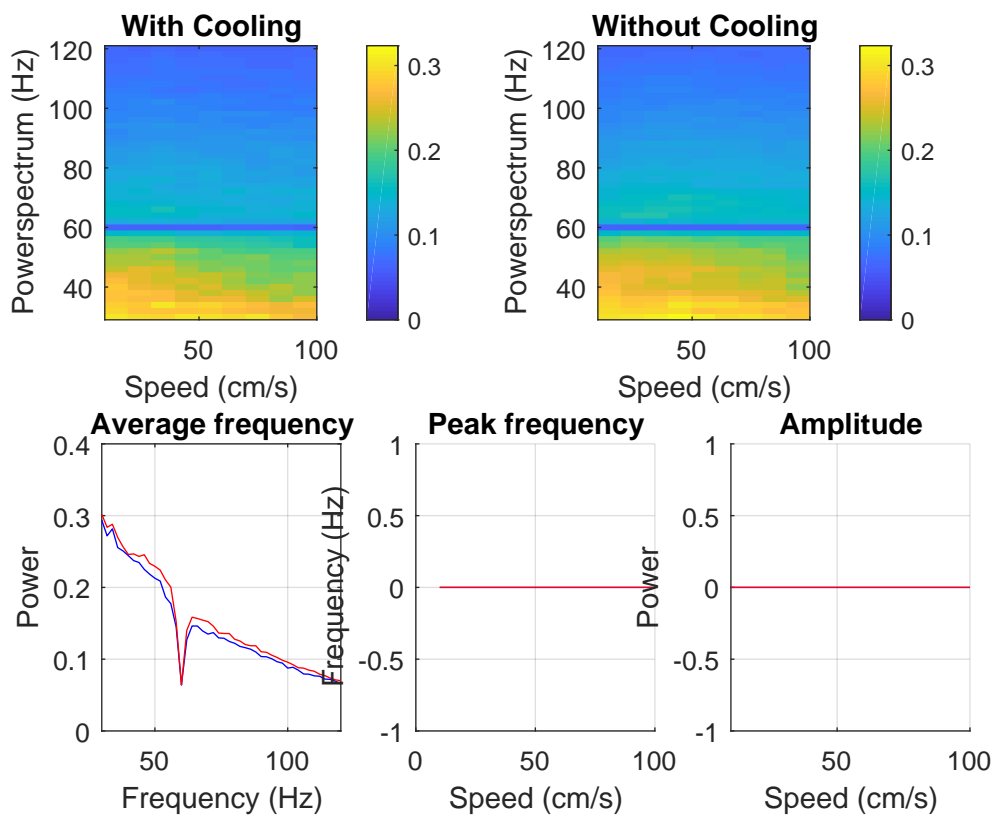 With Cooling
Powerspectrum (Hz)
120
100
80
60
40
50
100
Speed (cm/s)
0.3
0.2
0.1
0
Without Cooling
Powerspectrum (Hz)
120
100
80
60
40
50
100
Speed (cm/s)
0.3
0.2
0.1
0
Average frequency
Power
0.4
0.3
0.2
0.1
0
50
100
Frequency (Hz)
Peak frequency
Frequency (Hz)
1
0.5
0
-0.5
-1
0
50
100
Speed (cm/s)
Amplitude
Power
1
0.5
0
-0.5
-1
50
100
Speed (cm/s)